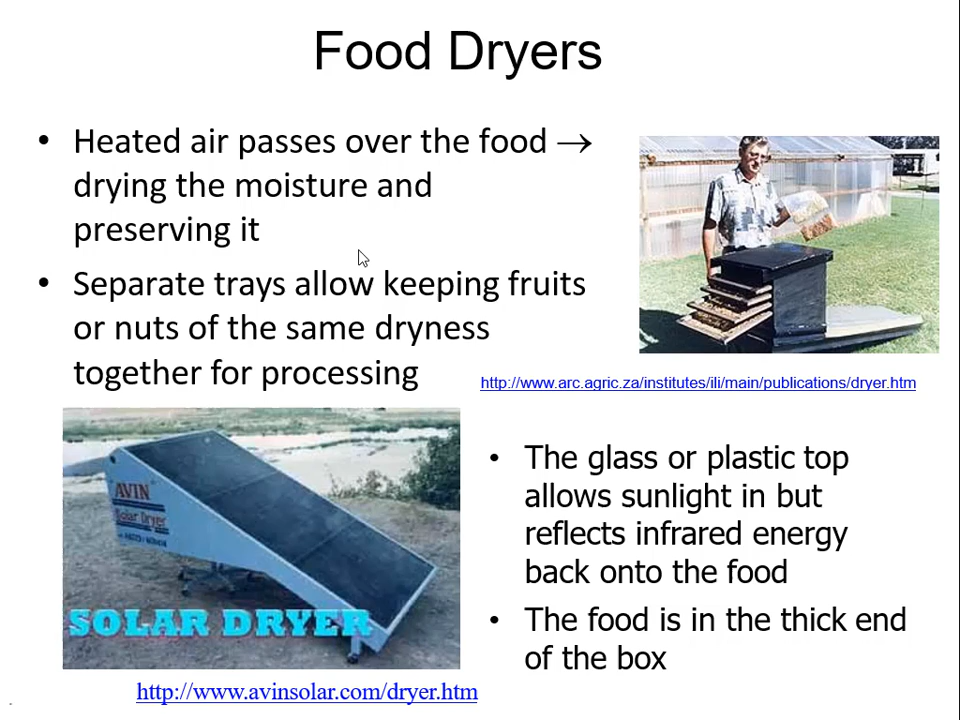 Food Dryers
• Heated air passes over the food →
drying the moisture and
preserving it
• Separate trays allow keeping fruits
or nuts of the same dryness
together for processing
http://www.arc.agric.za/institutes/ili/main/publications/dryer.htm
AVIN
Solar Dryer
SOLAR DRYER
http://www.avinsolar.com/dryer.htm
• The glass or plastic top
allows sunlight in but
reflects infrared energy
back onto the food
• The food is in the thick end
of the box